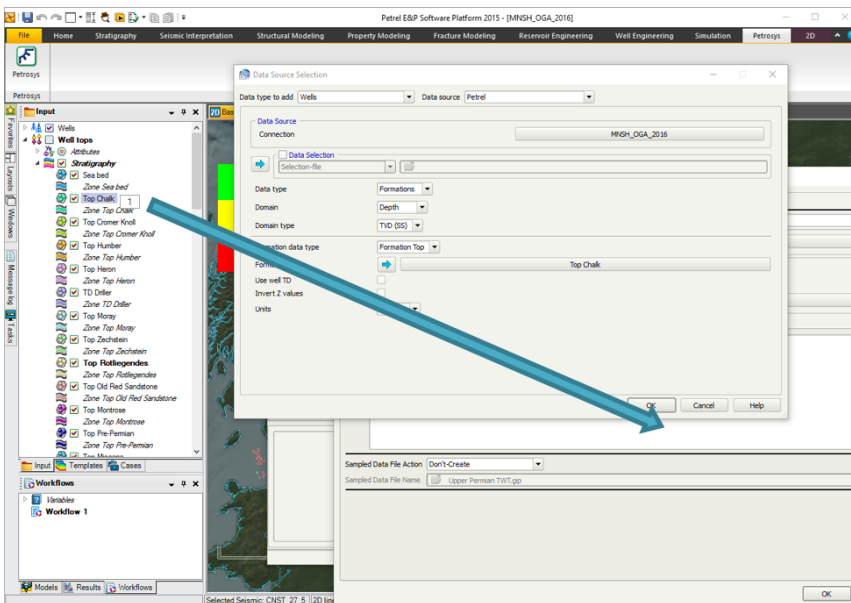 Petrel E&P Software Platform 2015 - [MNSH_OGA_2016]
File Home Stratigraphy Seismic Interpretation Structural Modeling Property Modeling Fracture Modeling Reservoir Engineering Well Engineering Simulation Petrosys 2D
Petrosys
Petrosys
Favorites
Layouts
Windows
Message log
Tasks
Input
Wells
Well tops
Attributes
Stratigraphy
Sea bed
Zone Sea bed
Top Chalk
1
Zone Top Chalk
Top Cromer Knoll
Zone Top Cromer Knoll
Top Humber
Zone Top Humber
Top Heron
Zone Top Heron
TD Driller
Zone TD Driller
Top Moray
Zone Top Moray
Top Zechstein
Zone Top Zechstein
Top Rotliegendes
Zone Top Rotliegendes
Top Old Red Sandstone
Zone Top Old Red Sandstone
Top Montrose
Zone Top Montrose
Top Pre-Permian
Zone Top Pre-Permian
Input Templates Cases
Workflows
Variables
Workflow 1
Models Results Workflows
2D Bas
Data Source Selection
Data type to add Wells Data source Petrel
Data Source
Connection MNSH_OGA_2016
Data Selection
Selection-file
Data type Formations
Domain Depth
Domain type TVD (SS)
Formation data type Formation Top
Top Chalk
Use well TD
Invert Z values
Units
OK Cancel Help
Sampled Data File Action Don't-Create
Sampled Data File Name Upper Permian TWT.gip
OK
Selected Seismic: CNST_27_5 2D line